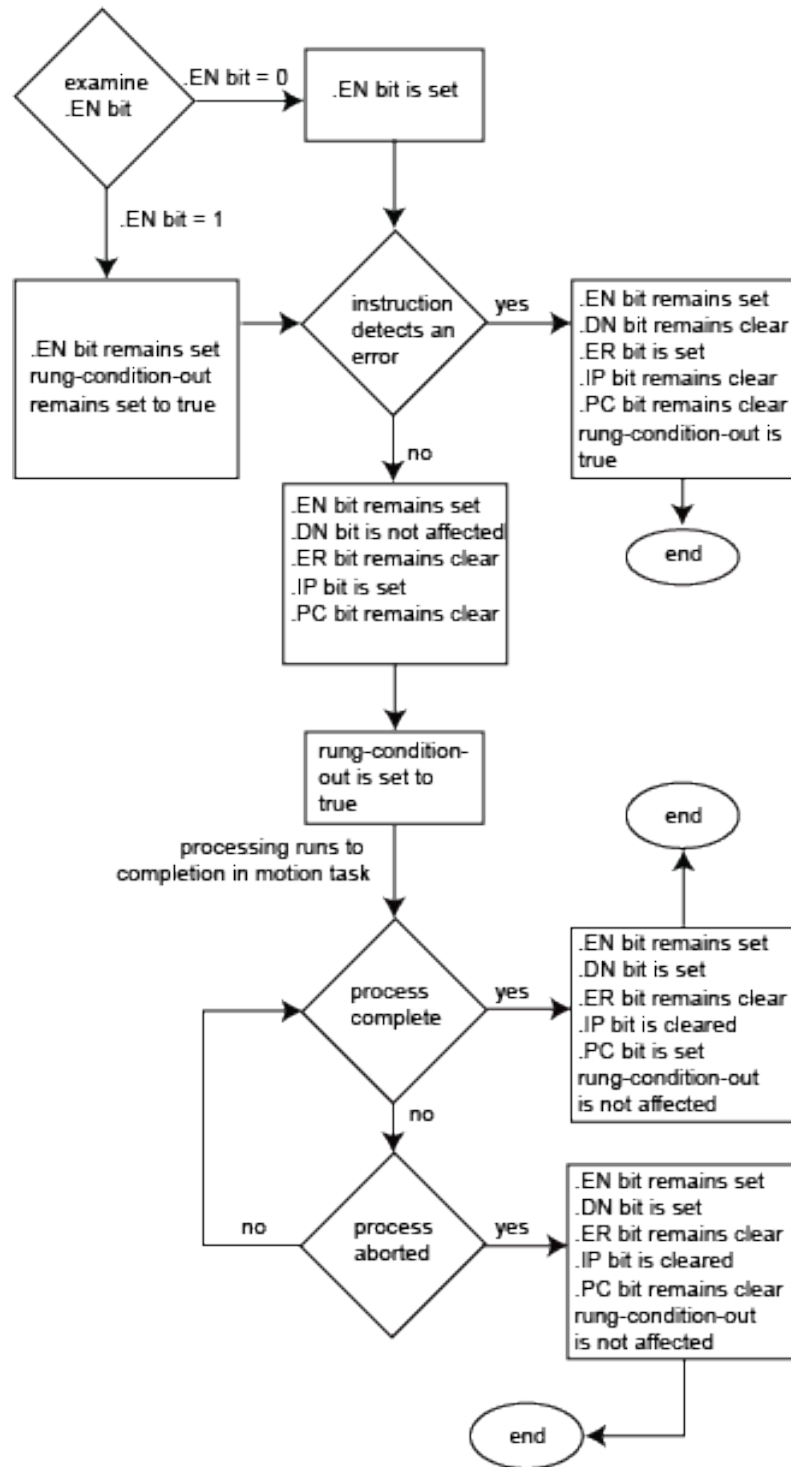 examine
.EN bit
.EN bit = 0
.EN bit is set
.EN bit = 1
.EN bit remains set
rung-condition-out
remains set to true
instruction
detects an
error
yes
.EN bit remains set
.DN bit remains clear
.ER bit is set
.IP bit remains clear
.PC bit remains clear
rung-condition-out is
true
end
no
.EN bit remains set
.DN bit is not affected
.ER bit remains clear
.IP bit is set
.PC bit remains clear
rung-condition-
out is set to
true
processing runs to
completion in motion task
process
complete
yes
.EN bit remains set
.DN bit is set
.ER bit remains clear
.IP bit is cleared
.PC bit is set
rung-condition-out
is not affected
end
no
process
aborted
no
yes
.EN bit remains set
.DN bit is set
.ER bit remains clear
.IP bit is cleared
.PC bit remains clear
rung-condition-out
is not affected
end